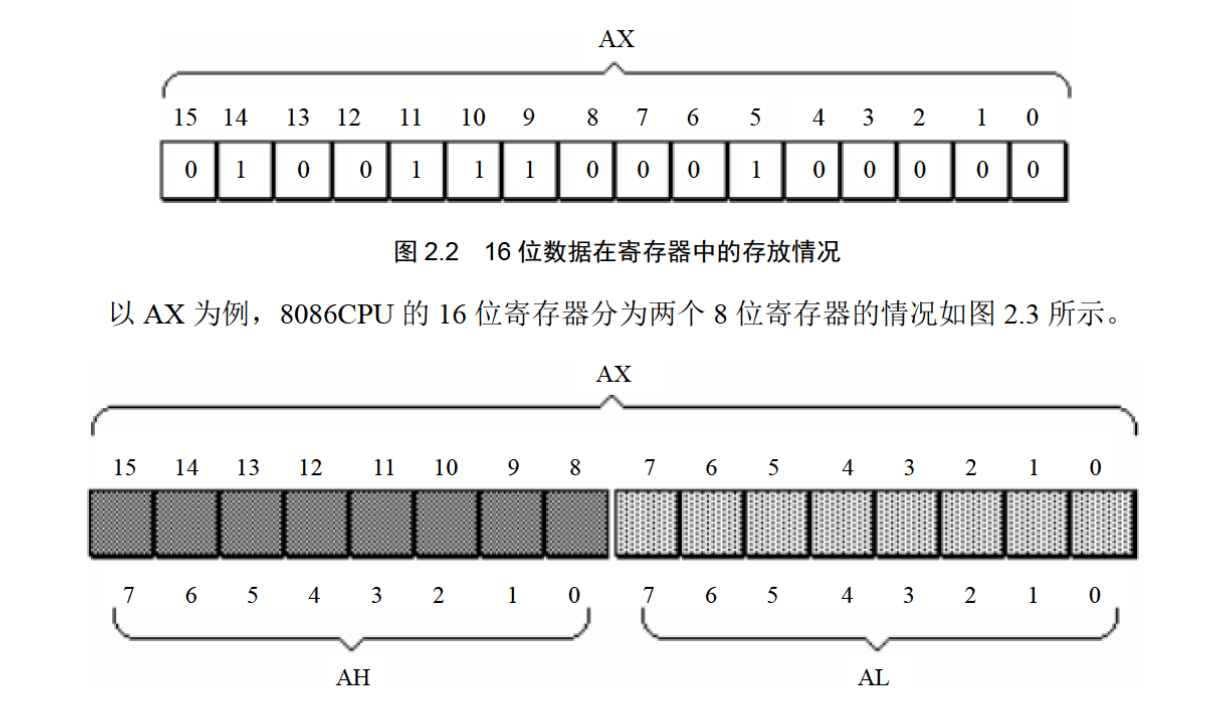 AX
15 14 13 12 11 10 9 8 7 6 5 4 3 2 1 0
0 1 0 0 1 1 1 0 0 0 1 0 0 0 0 0
图 2.2 16 位数据在寄存器中的存放情况
以 AX 为例，8086CPU 的 16 位寄存器分为两个 8 位寄存器的情况如图 2.3 所示。
AX
15 14 13 12 11 10 9 8 7 6 5 4 3 2 1 0
7 6 5 4 3 2 1 0 7 6 5 4 3 2 1 0
AH AL